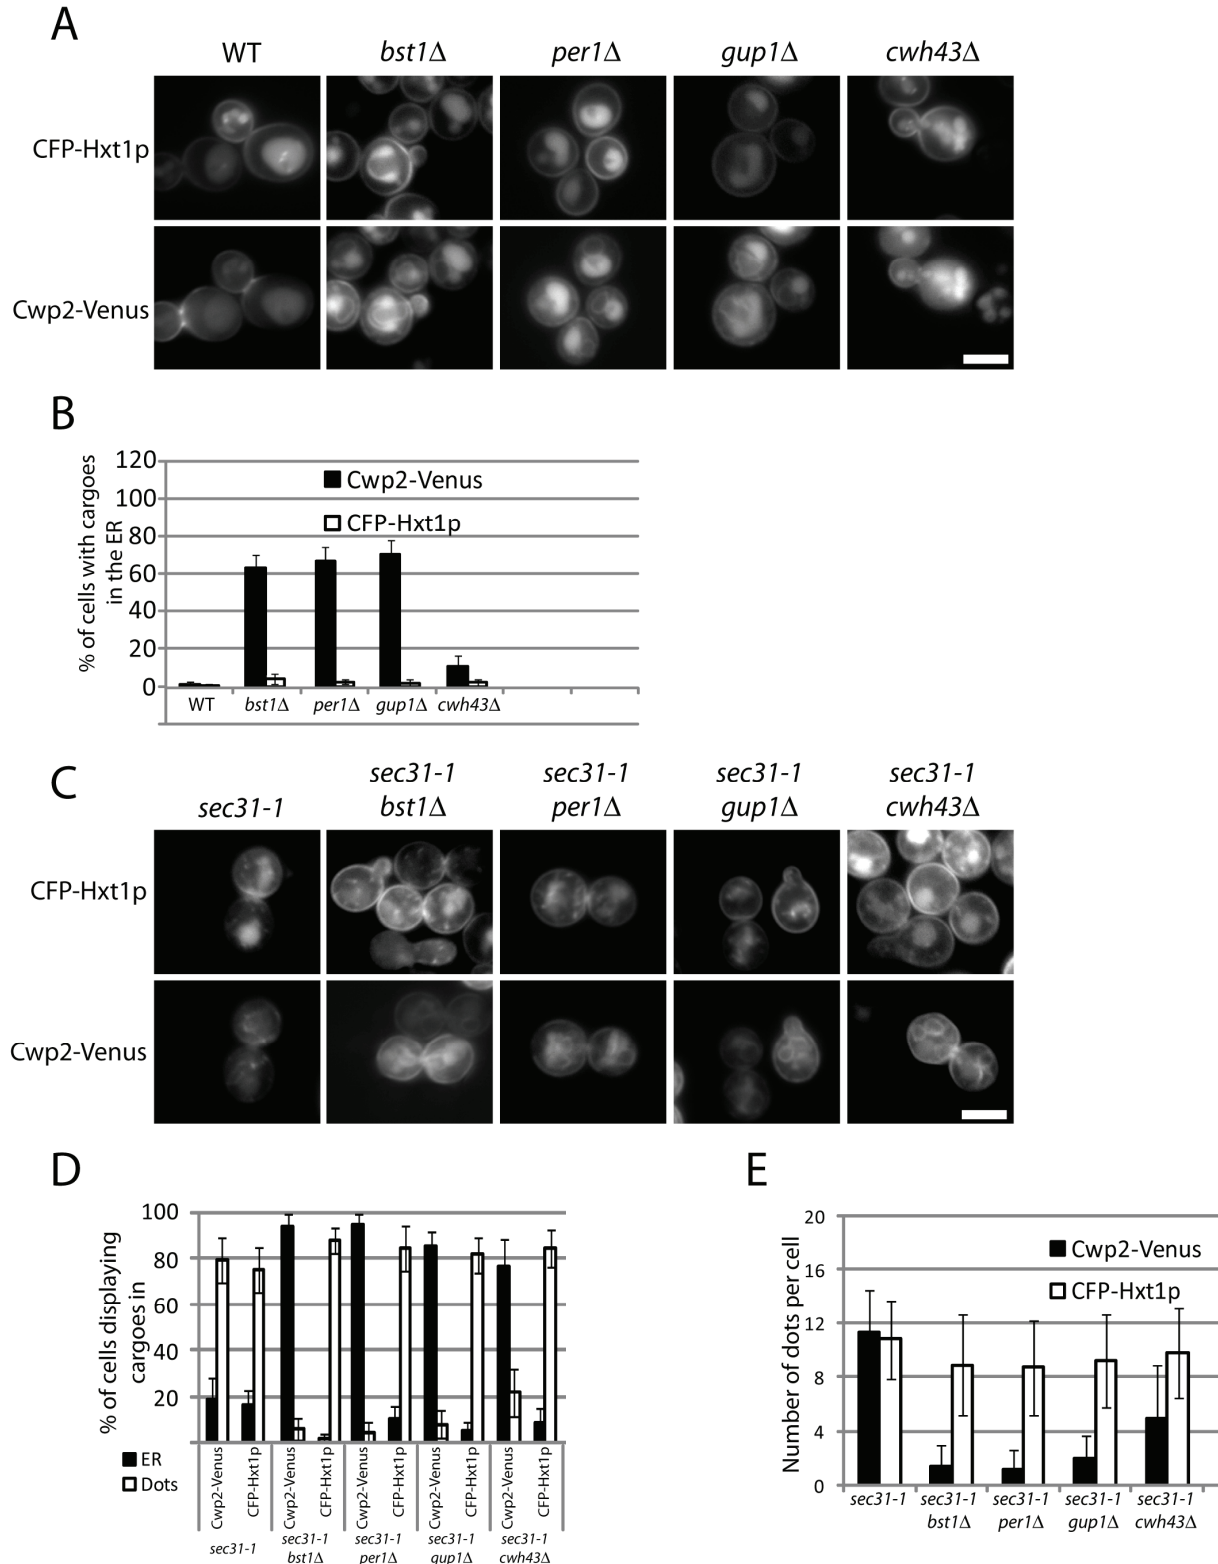 A
WT
bst1Δ
per1Δ
gup1Δ
cwh43Δ
CFP-Hxt1p
Cwp2-Venus
B
% of cells with cargoes
in the ER
120
100
80
60
40
20
0
Cwp2-Venus
CFP-Hxt1p
WT
bst1Δ
per1Δ
gup1Δ
cwh43Δ
C
sec31-1
sec31-1
bst1Δ
sec31-1
per1Δ
sec31-1
gup1Δ
sec31-1
cwh43Δ
CFP-Hxt1p
Cwp2-Venus
D
% of cells displaying
cargoes in
100
80
60
40
20
ER
Dots
Cwp2-Venus
CFP-Hxt1p
Cwp2-Venus
CFP-Hxt1p
Cwp2-Venus
CFP-Hxt1p
Cwp2-Venus
CFP-Hxt1p
Cwp2-Venus
CFP-Hxt1p
sec31-1
sec31-1
bst1Δ
sec31-1
per1Δ
sec31-1
gup1Δ
sec31-1
cwh43Δ
E
Number of dots per cell
20
16
12
8
4
0
Cwp2-Venus
CFP-Hxt1p
sec31-1
sec31-1
bst1Δ
sec31-1
per1Δ
sec31-1
gup1Δ
sec31-1
cwh43Δ